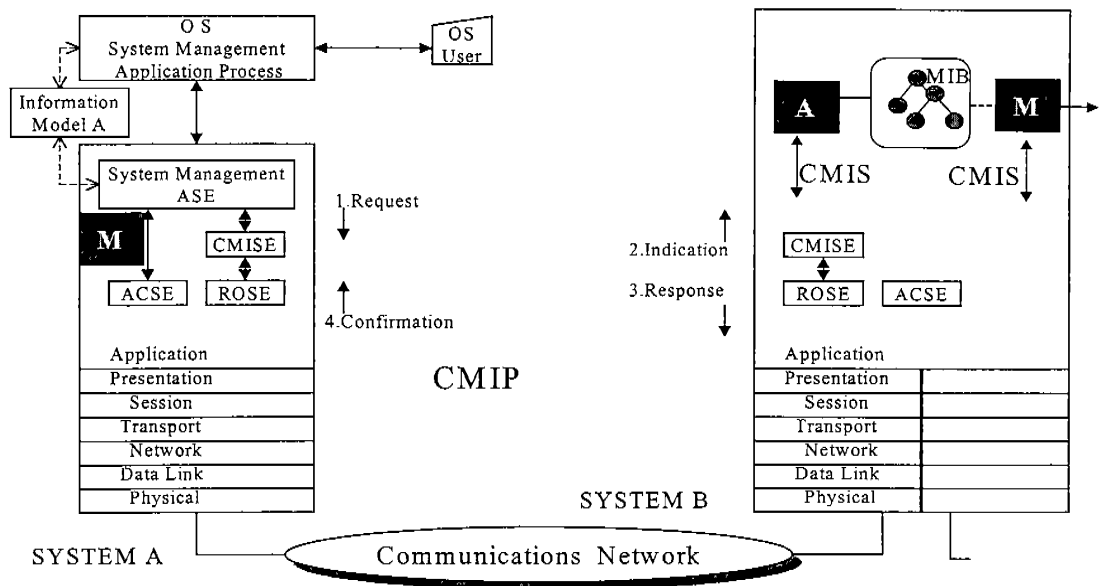 O S
System Management
Application Process
OS
User
Information
Model A
System Management
ASE
M
CMISE
ACSE
ROSE
1.Request
4.Confirmation
Application
Presentation
Session
Transport
Network
Data Link
Physical
SYSTEM A
CMIP
Communications Network
SYSTEM B
2.Indication
3.Response
A
MIB
M
CMIS
CMIS
CMISE
ROSE
ACSE
Application
Presentation
Session
Transport
Network
Data Link
Physical